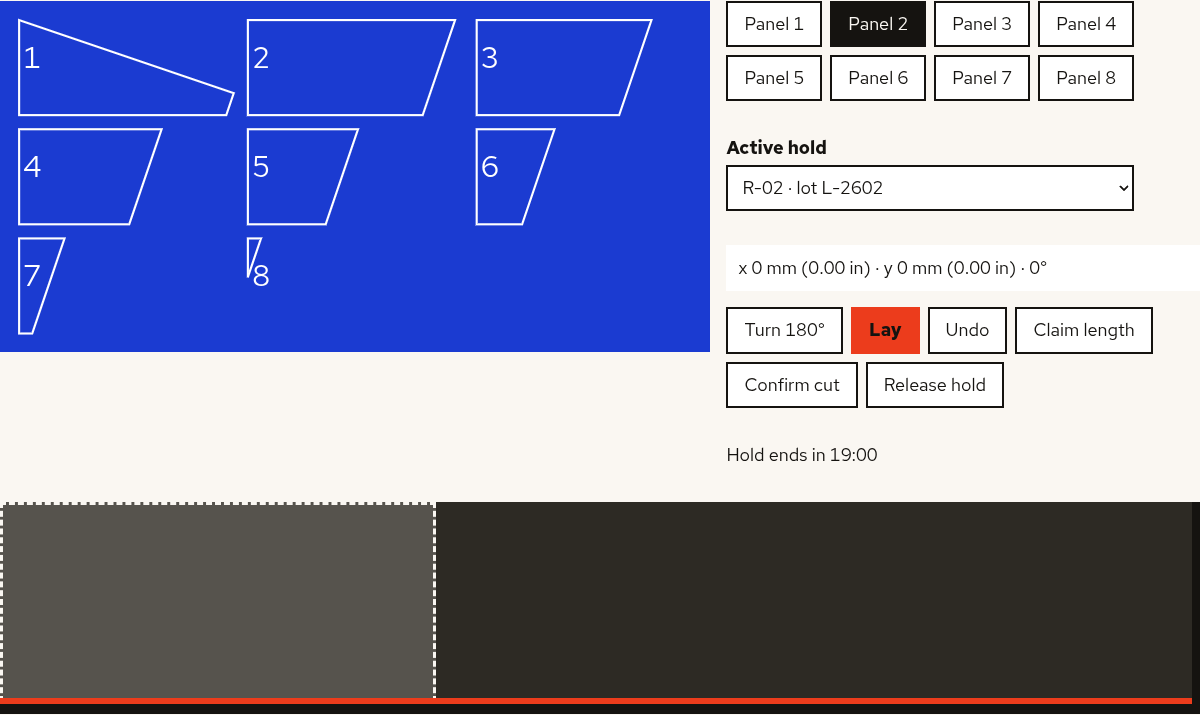 1
2
3
4
5
6
7
8
Panel 1
Panel 2
Panel 3
Panel 4
Panel 5
Panel 6
Panel 7
Panel 8
Active hold
R-02 · lot L-2602
x 0 mm (0.00 in) · y 0 mm (0.00 in) · 0°
Turn 180°
Lay
Undo
Claim length
Confirm cut
Release hold
Hold ends in 19:00